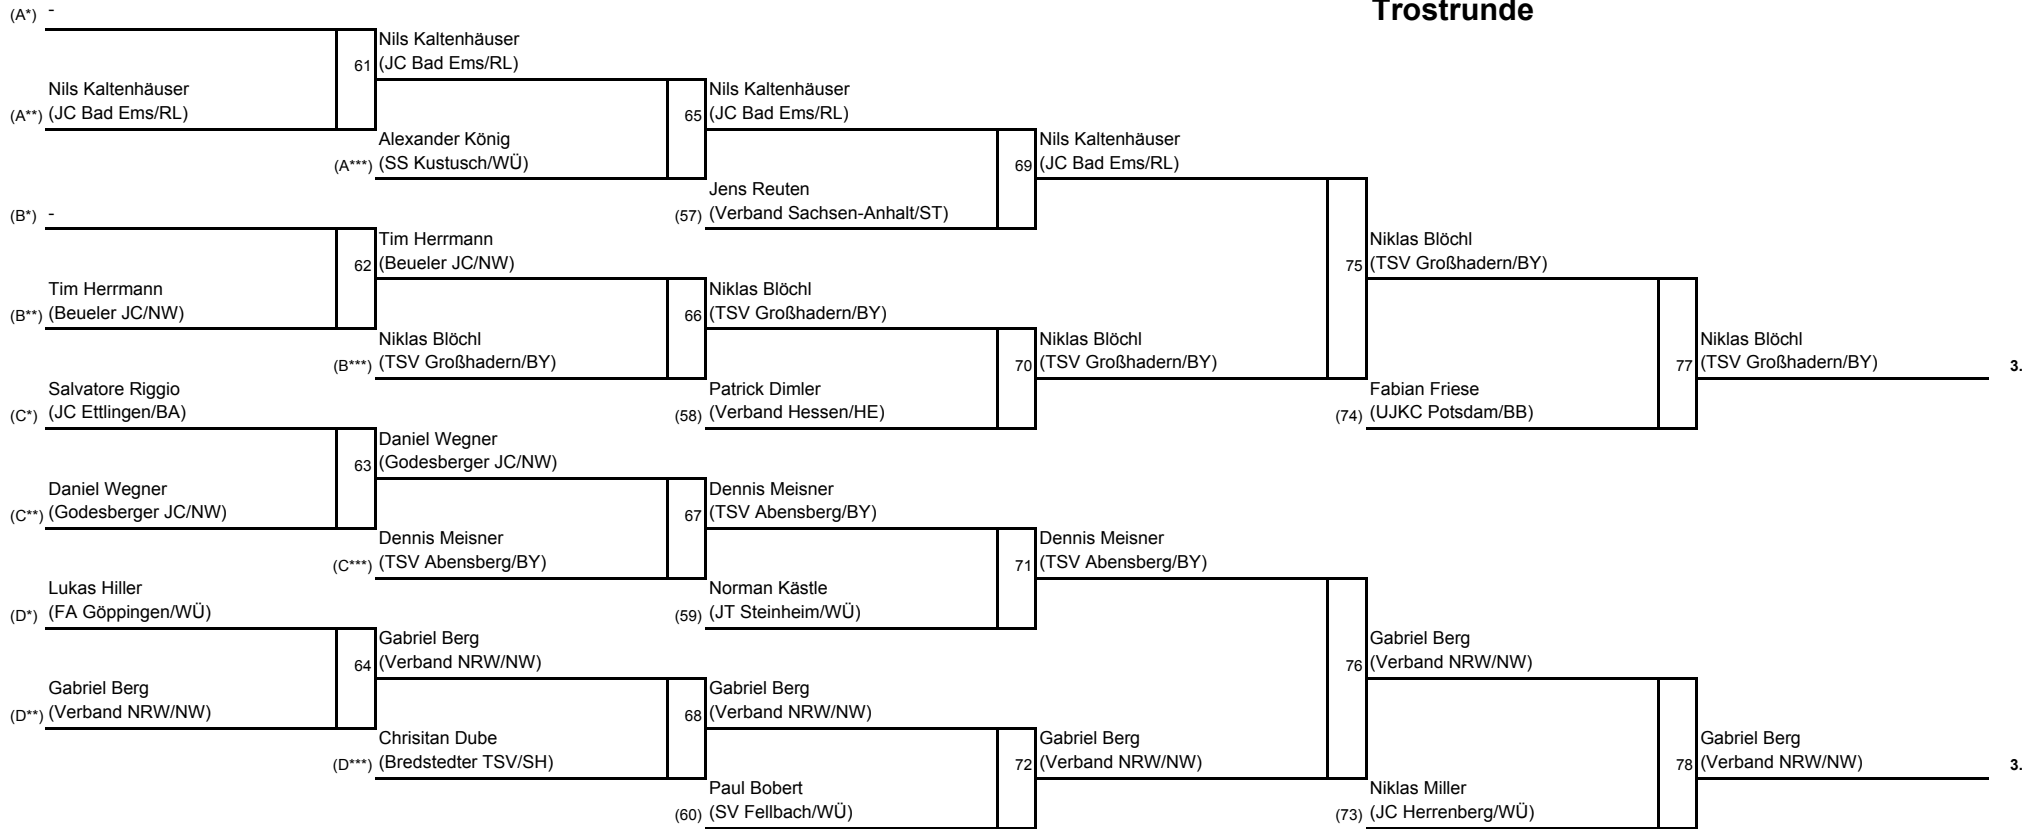 Trostrunde
(A*) -
Nils Kaltenhäuser
61 (JC Bad Ems/RL)
Nils Kaltenhäuser
(A**) (JC Bad Ems/RL)
Nils Kaltenhäuser
65 (JC Bad Ems/RL)
Alexander König
(A***) (SS Kustusch/WÜ)
Nils Kaltenhäuser
69 (JC Bad Ems/RL)
Jens Reuten
(57) (Verband Sachsen-Anhalt/ST)
(B*) -
Tim Herrmann
62 (Beueler JC/NW)
Niklas Blöchl
75 (TSV Großhadern/BY)
Tim Herrmann
(B**) (Beueler JC/NW)
Niklas Blöchl
66 (TSV Großhadern/BY)
Niklas Blöchl
(B***) (TSV Großhadern/BY)
Niklas Blöchl
70 (TSV Großhadern/BY)
Niklas Blöchl
77 (TSV Großhadern/BY) 3.
Salvatore Riggio
(C*) (JC Ettlingen/BA)
Patrick Dimler
(58) (Verband Hessen/HE)
Fabian Friese
(74) (UJKC Potsdam/BB)
Daniel Wegner
63 (Godesberger JC/NW)
Daniel Wegner
(C**) (Godesberger JC/NW)
Dennis Meisner
67 (TSV Abensberg/BY)
Dennis Meisner
(C***) (TSV Abensberg/BY)
Dennis Meisner
71 (TSV Abensberg/BY)
Lukas Hiller
(D*) (FA Göppingen/WÜ)
Norman Kästle
(59) (JT Steinheim/WÜ)
Gabriel Berg
64 (Verband NRW/NW)
Gabriel Berg
76 (Verband NRW/NW)
Gabriel Berg
(D**) (Verband NRW/NW)
Gabriel Berg
68 (Verband NRW/NW)
Chrisitan Dube
(D***) (Bredstedter TSV/SH)
Gabriel Berg
72 (Verband NRW/NW)
Gabriel Berg
78 (Verband NRW/NW) 3.
Paul Bobert
(60) (SV Fellbach/WÜ)
Niklas Miller
(73) (JC Herrenberg/WÜ)